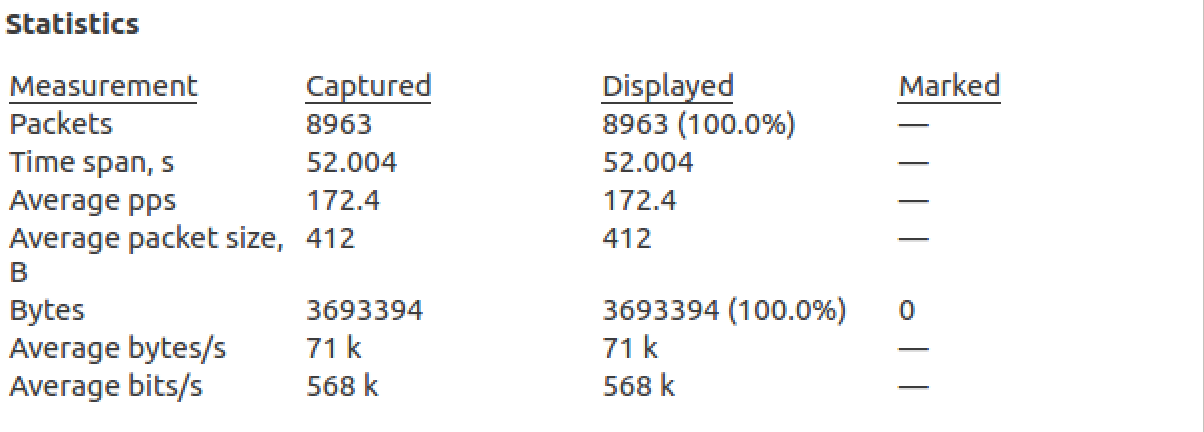 Statistics
Measurement Captured Displayed Marked
Packets 8963 8963 (100.0%) —
Time span, s 52.004 52.004 —
Average pps 172.4 172.4 —
Average packet size, 412 412 —
B
Bytes 3693394 3693394 (100.0%) 0
Average bytes/s 71 k 71 k —
Average bits/s 568 k 568 k —